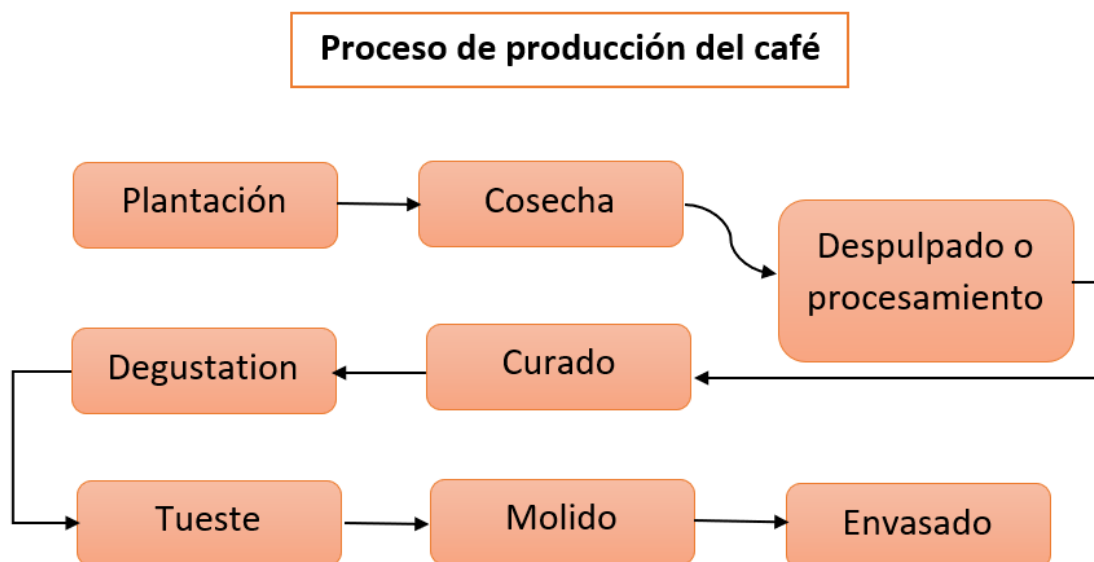 Proceso de producción del café
Plantación
Cosecha
Despulpado o
procesamiento
Curado
Degustation
Tueste
Molido
Envasado